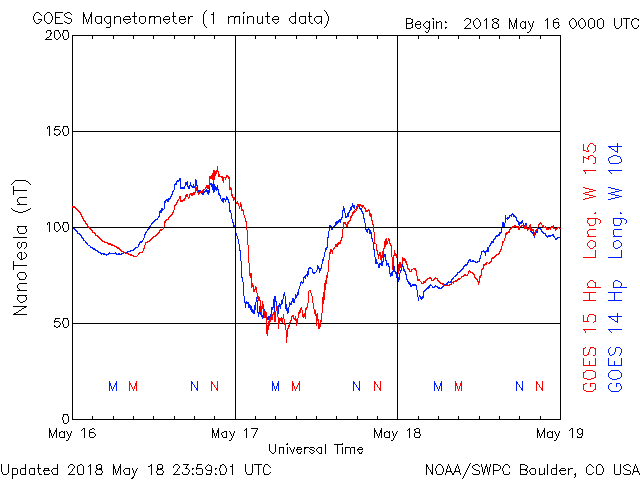 GOES Magnetometer (1 minute data)
Begin: 2018 May 16 0000 UTC
200
150
100
50
0
NanoTesla (nT)
M M N N M M N N M M N N
May 16 May 17 May 18 May 19
Universal Time
GOES 15 Hp Long. W 135
GOES 14 Hp Long. W 104
Updated 2018 May 18 23:59:01 UTC
NOAA/SWPC Boulder, CO USA